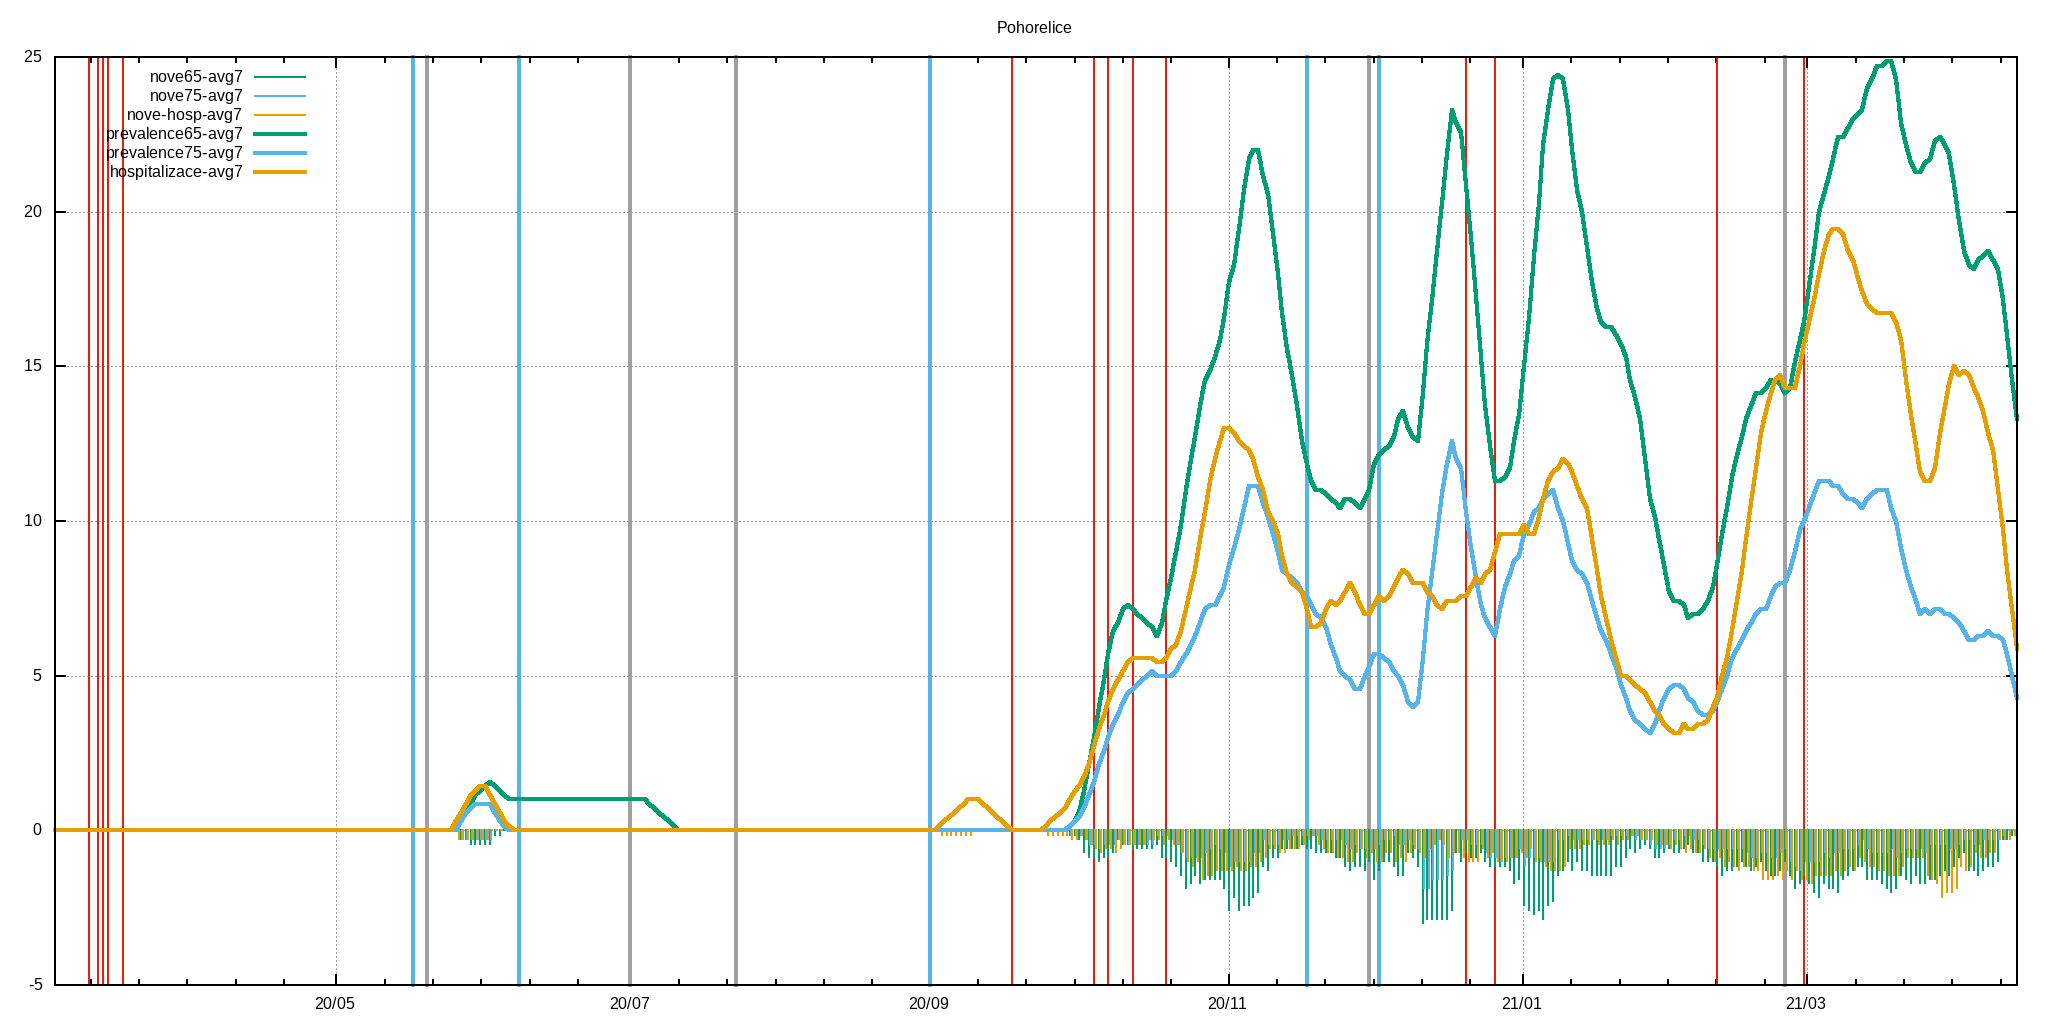 Pohorelice
25
nove65-avg7
nove75-avg7
nove-hosp-avg7
prevalence65-avg7
prevalence75-avg7
hospitalizace-avg7
20
15
10
5
0
-5
20/05 20/07 20/09 20/11 21/01 21/03